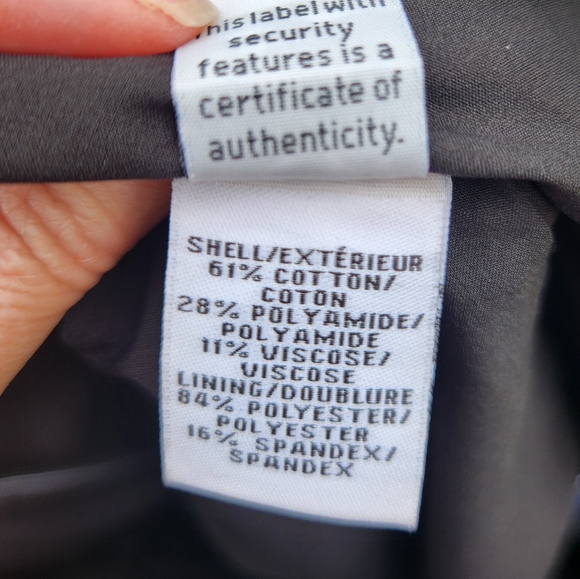 This label with
security
features is a
certificate of
authenticity.
SHELL/EXTÉRIEUR
61% COTTON/
COTON
28% POLYAMIDE/
POLYAMIDE
11% VISCOSE/
VISCOSE
LINING/DOUBLURE
84% POLYESTER/
POLYESTER
16% SPANDEX/
SPANDEX